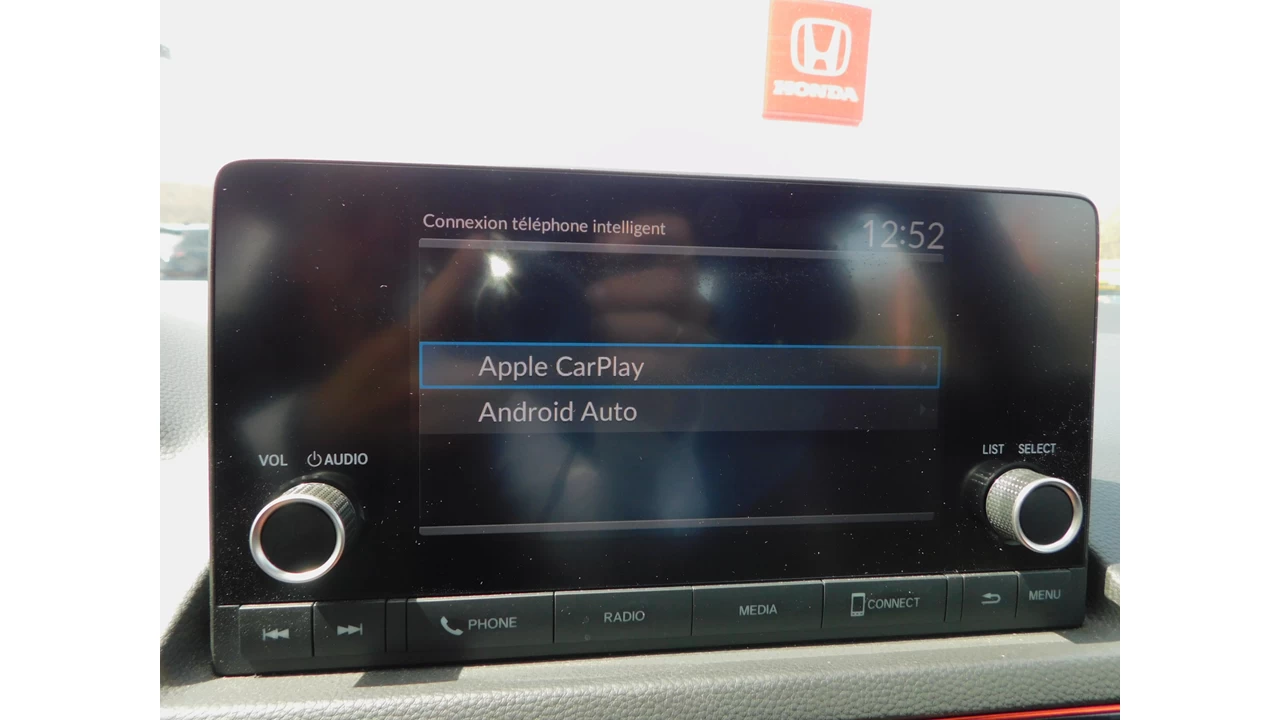 HONDA
Connexion téléphone intelligent 12:52
Apple CarPlay
Android Auto
VOL AUDIO
LIST SELECT
PHONE RADIO MEDIA CONNECT MENU